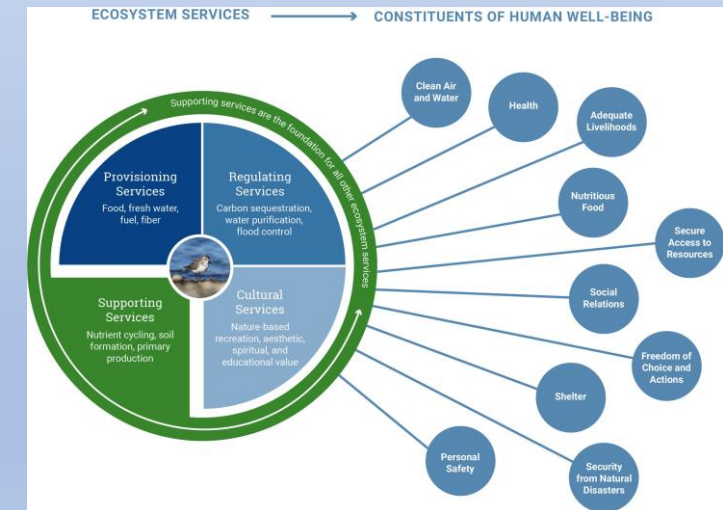 ECOSYSTEM SERVICES
CONSTITUENTS OF HUMAN WELL-BEING
Supporting services are the foundation for all other ecosystem services
Provisioning
Services
Food, fresh water,
fuel, fiber
Regulating
Services
Carbon sequestration,
water purification,
flood control
Supporting
Services
Nutrient cycling, soil
formation, primary
production
Cultural
Services
Nature-based
recreation, aesthetic,
spiritual, and
educational value
Clean Air
and Water
Health
Adequate
Livelihoods
Nutritious
Food
Secure
Access to
Resources
Social
Relations
Freedom of
Choice and
Actions
Shelter
Personal
Safety
Security
from Natural
Disasters